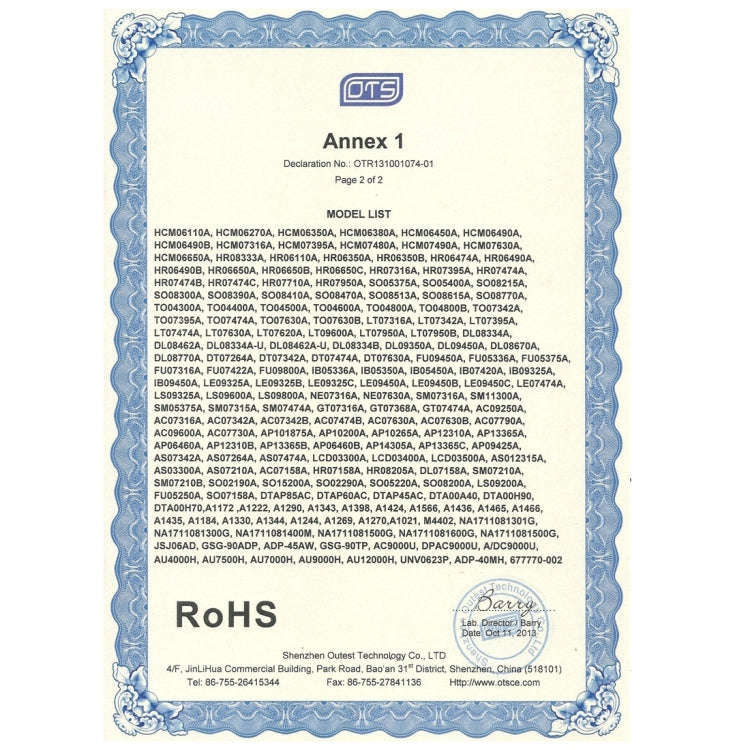 OTS
Annex 1
Declaration No.: OTR131001074-01
Page 2 of 2
MODEL LIST
HCM06110A, HCM06270A, HCM06350A, HCM06380A, HCM06450A, HCM06490A,
HCM06490B, HCM07316A, HCM07395A, HCM07480A, HCM07490A, HCM07630A,
HCM06650A, HR08333A, HR06110A, HR06350A, HR06350B, HR06474A, HR06490A,
HR06490B, HR06650A, HR06650B, HR06650C, HR07316A, HR07395A, HR07474A,
HR07474B, HR07474C, HR07710A, HR07950A, SO05375A, SO05400A, SO08215A,
SO08300A, SO08390A, SO08410A, SO08470A, SO08513A, SO08615A, SO08770A,
TO04300A, TO04400A, TO04500A, TO04600A, TO04800A, TO04800B, TO07342A,
TO07395A, TO07474A, TO07630A, TO07630B, LT07316A, LT07342A, LT07395A,
LT07474A, LT07630A, LT07620A, LT09600A, LT07950A, LT07950B, DL08334A,
DL08462A, DL08334A-U, DL08462A-U, DL08334B, DL09350A, DL09450A, DL08670A,
DL08770A, DT07264A, DT07342A, DT07474A, DT07630A, FU09450A, FU05336A, FU05375A,
FU07316A, FU07422A, FU09800A, IB05336A, IB05350A, IB05450A, IB07420A, IB09325A,
IB09450A, LE09325A, LE09325B, LE09325C, LE09450A, LE09450B, LE09450C, LE07474A,
LS09325A, LS09600A, LS09800A, NE07316A, NE07630A, SM07316A, SM11300A,
SM05375A, SM07315A, SM07474A, GT07316A, GT07368A, GT07474A, AC09250A,
AC07316A, AC07342A, AC07342B, AC07474B, AC07630A, AC07630B, AC07790A,
AC09600A, AC07730A, AP101875A, AP10200A, AP10265A, AP12310A, AP13365A,
AP06460A, AP12310B, AP13365B, AP06460B, AP14305A, AP13365C, AP09425A,
AS07342A, AS07264A, AS07474A, LCD03300A, LCD03400A, LCD03500A, AS012315A,
AS03300A, AS07210A, AC07158A, HR07158A, HR08205A, DL07158A, SM07210A,
SM07210B, SO02190A, SO15200A, SO02290A, SO05220A, SO08200A, LS09200A,
FU05250A, SO07158A, DTAP85AC, DTAP60AC, DTAP45AC, DTA00A40, DTA00H90,
DTA00H70,A1172 ,A1222, A1290, A1343, A1398, A1424, A1566, A1436, A1465, A1466,
A1435, A1184, A1330, A1344, A1244, A1269, A1270,A1021, M4402, NA1711081301G,
NA1711081300G, NA1711081400M, NA1711081500G, NA1711081600G, NA1711081500G,
JSJ06AD, GSG-90ADP, ADP-45AW, GSG-90TP, AC9000U, DPAC9000U, A/DC9000U,
AU4000H, AU7500H, AU7000H, AU9000H, AU12000H, UNV0623P, ADP-40MH, 677770-002
RoHS
Barry
Lab. Director / Barry
Date: Oct 11, 2013
Shenzhen Outest Technology Co., LTD
4/F, JinLiHua Commercial Building, Park Road, Bao'an 31st District, Shenzhen, China (518101)
Tel: 86-755-26415344 Fax: 86-755-27841136 Http://www.otsce.com